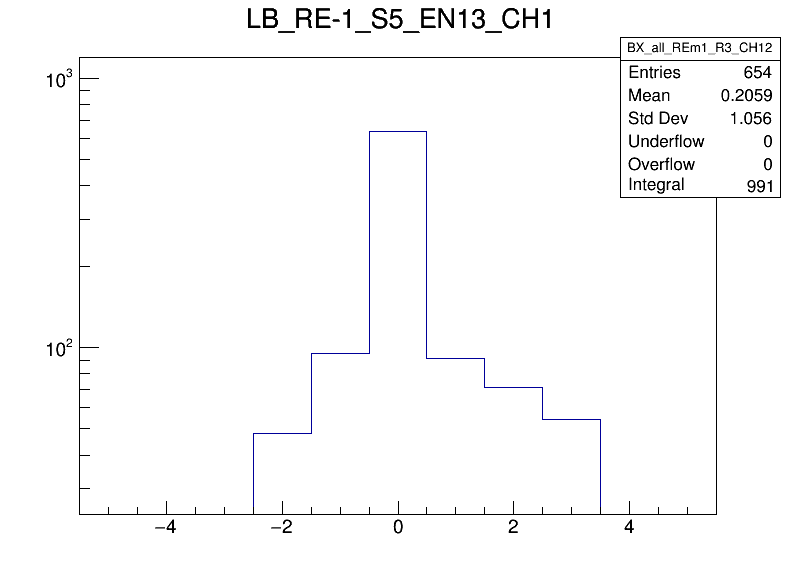 LB_RE-1_S5_EN13_CH1
BX_all_REm1_R3_CH12
Entries 654
Mean 0.2059
Std Dev 1.056
Underflow 0
Overflow 0
Integral 991
10³
10²
−4 −2 0 2 4